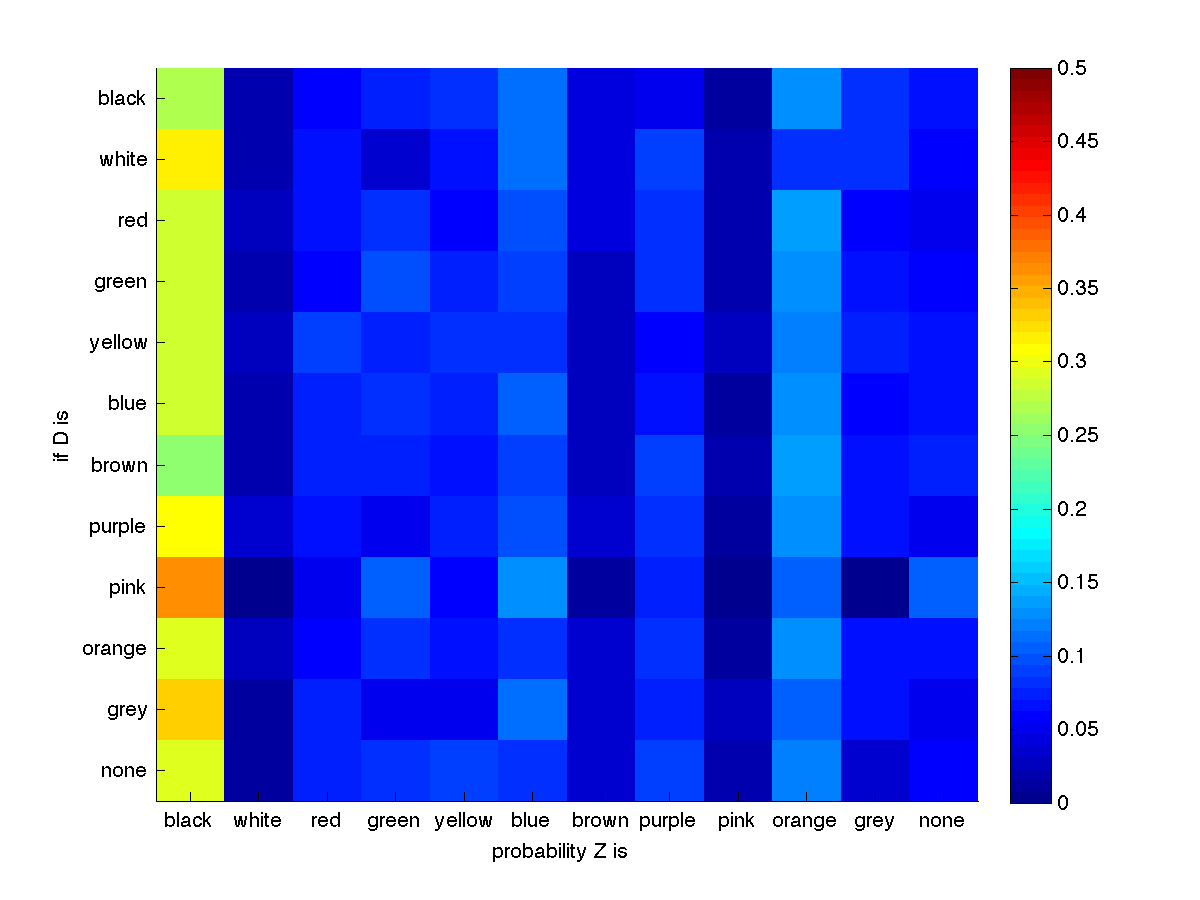 black
white
red
green
yellow
blue
brown
purple
pink
orange
grey
none
if D is
black white red green yellow blue brown purple pink orange grey none
probability Z is
0.5
0.45
0.4
0.35
0.3
0.25
0.2
0.15
0.1
0.05
0